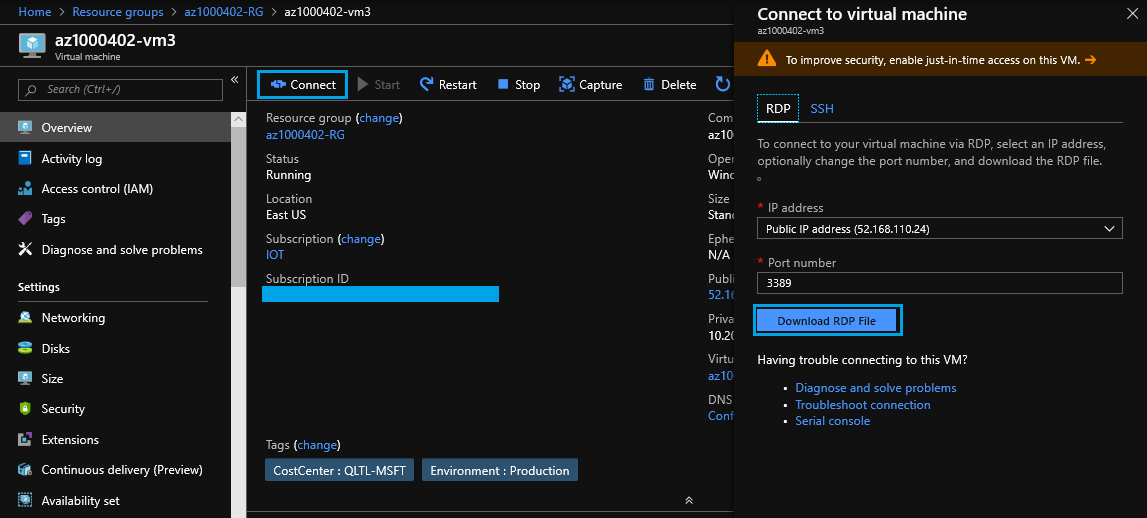 Home > Resource groups > az1000402-RG > az1000402-vm3
az1000402-vm3
Virtual machine
Search (Ctrl+/)
Overview
Activity log
Access control (IAM)
Tags
Diagnose and solve problems
Settings
Networking
Disks
Size
Security
Extensions
Continuous delivery (Preview)
Availability set
Connect Start Restart Stop Capture Delete
Resource group (change)
az1000402-RG
Status
Running
Location
East US
Subscription (change)
IOT
Subscription ID
Com
az100
Oper
Wind
Size
Stan
Ephe
N/A
Publi
52.16
Priva
10.20
Virtu
az10
DNS
Conf
Tags (change)
CostCenter : QLTL-MSFT Environment : Production
Connect to virtual machine
az1000402-vm3
To improve security, enable just-in-time access on this VM. →
RDP SSH
To connect to your virtual machine via RDP, select an IP address,
optionally change the port number, and download the RDP file.
* IP address
Public IP address (52.168.110.24)
* Port number
3389
Download RDP File
Having trouble connecting to this VM?
• Diagnose and solve problems
• Troubleshoot connection
• Serial console